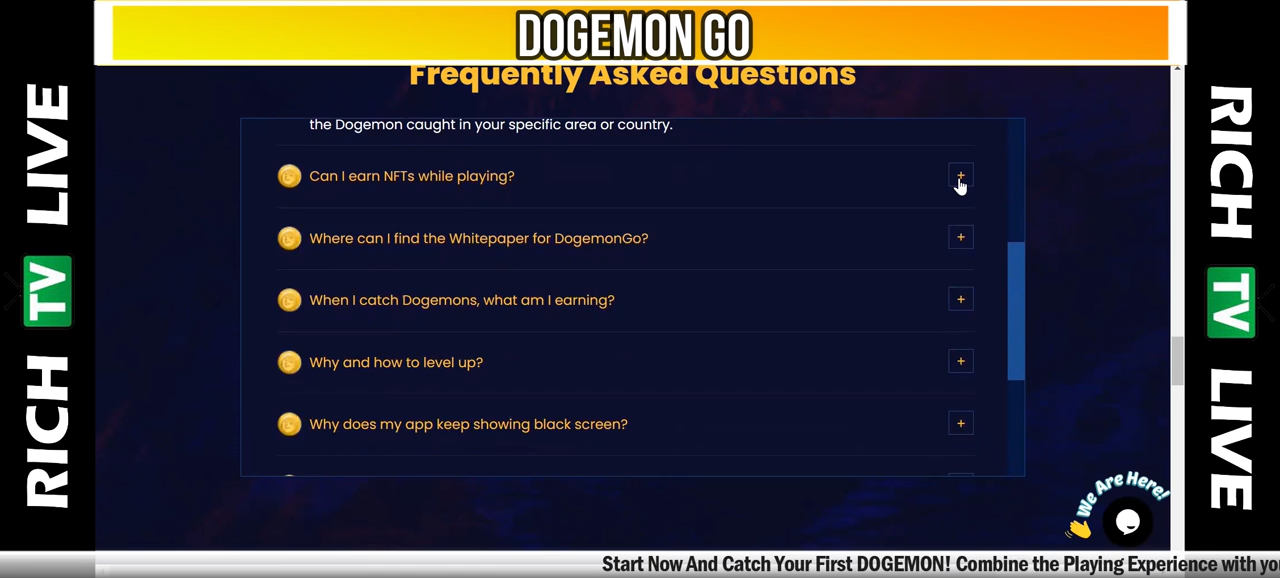 DOGEMON GO
Frequently Asked Questions
the Dogemon caught in your specific area or country.
Can I earn NFTs while playing?
+
Where can I find the Whitepaper for DogemonGo?
+
When I catch Dogemons, what am I earning?
+
Why and how to level up?
+
Why does my app keep showing black screen?
+
We Are Here!
RICH TV LIVE
RICH TV LIVE
Start Now And Catch Your First DOGEMON! Combine the Playing Experience with yo